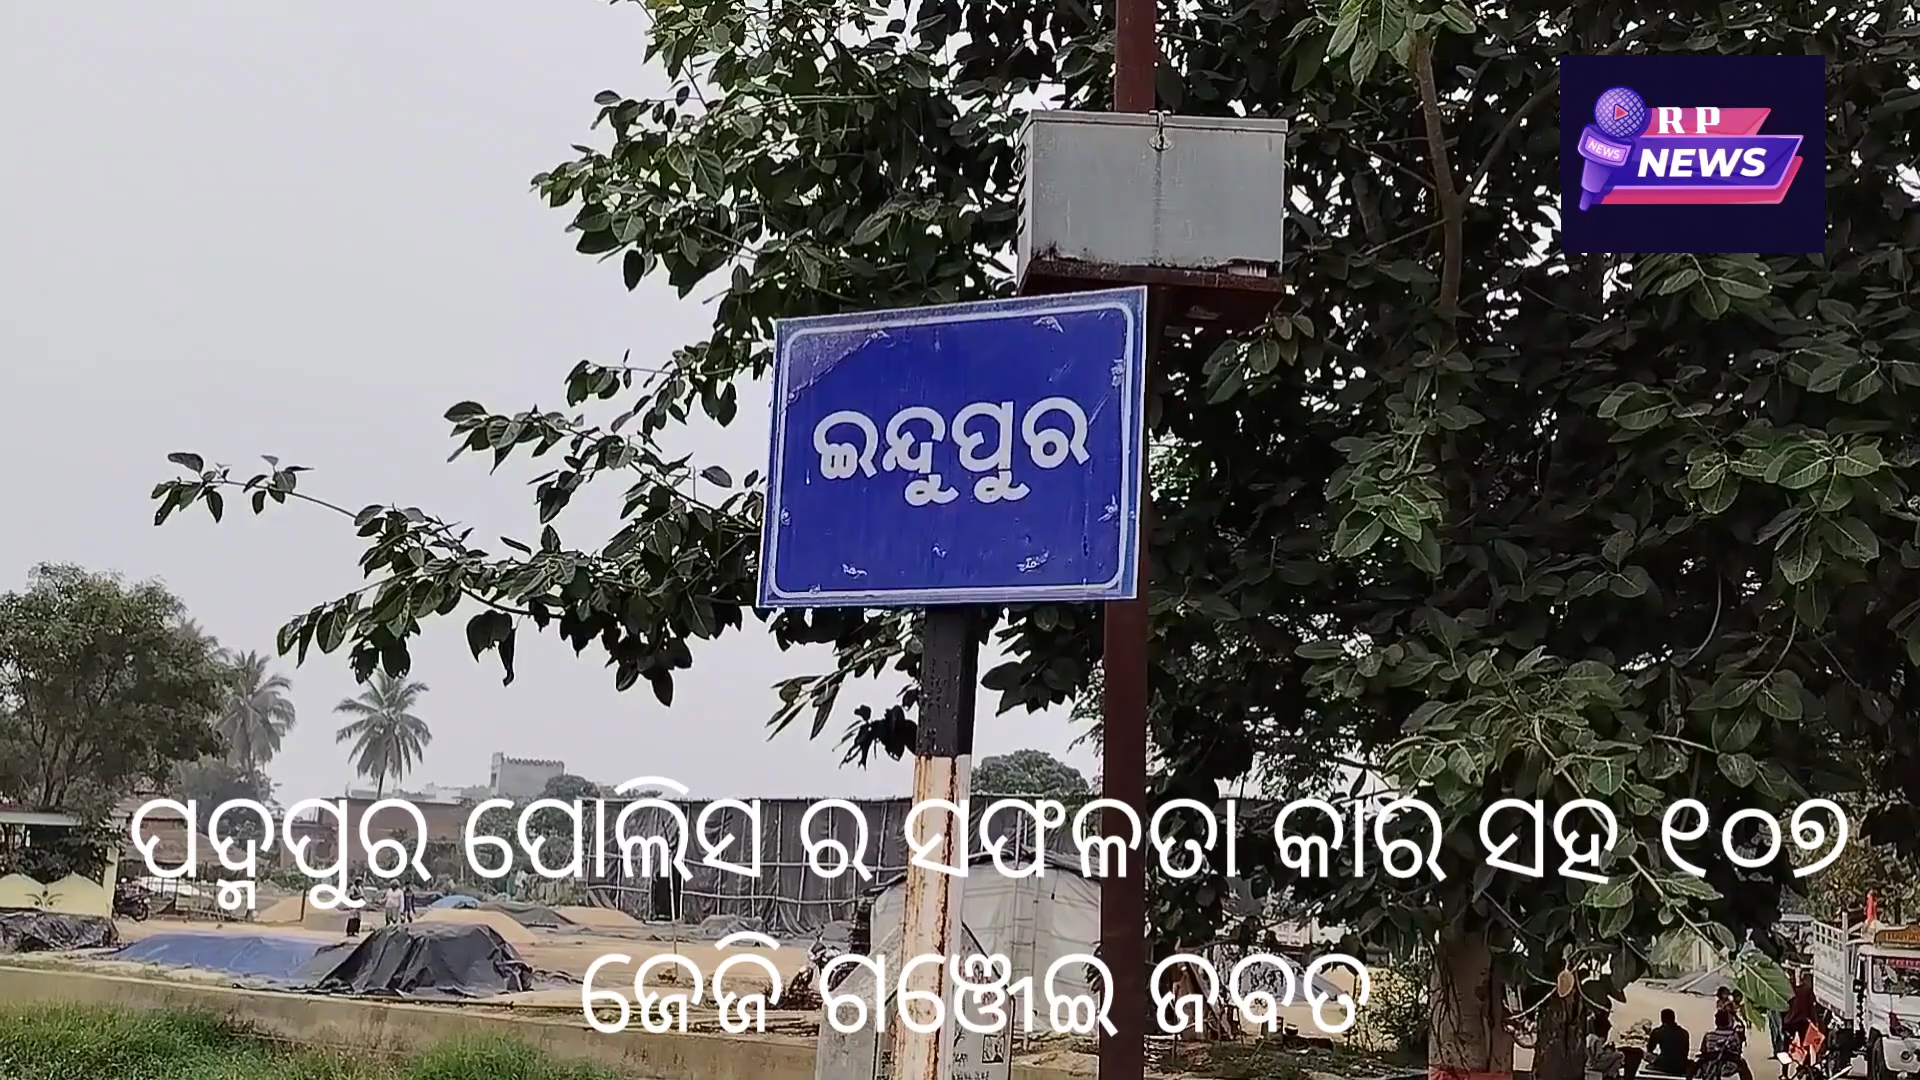 RP
NEWS
NEWS
ଇନ୍ଦୁପୁର
ପଦ୍ମପୁର ପୋଲିସ ର ସଫଳତା କାର ସହ ୧୦୭
ଜେଜି ଗଞ୍ଜେଇ ଜବତ